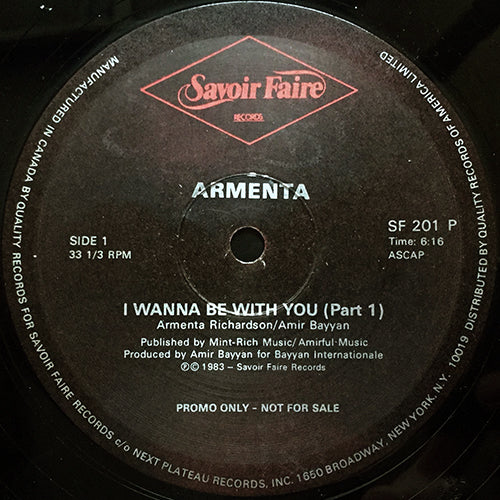 Savoir Faire
RECORDS
ARMENTA
SIDE 1
33 1/3 RPM
SF 201 P
Time: 6:16
ASCAP
I WANNA BE WITH YOU (Part 1)
Armenta Richardson/Amir Bayyan
Published by Mint-Rich Music/Amirful-Music
Produced by Amir Bayyan for Bayyan Internationale
℗© 1983 – Savoir Faire Records
PROMO ONLY - NOT FOR SALE
MANUFACTURED IN CANADA BY QUALITY RECORDS FOR SAVOIR FAIRE RECORDS c/o NEXT PLATEAU RECORDS, INC. 1650 BROADWAY, NEW YORK, N.Y. 10019 DISTRIBUTED BY QUALITY RECORDS OF AMERICA LIMITED